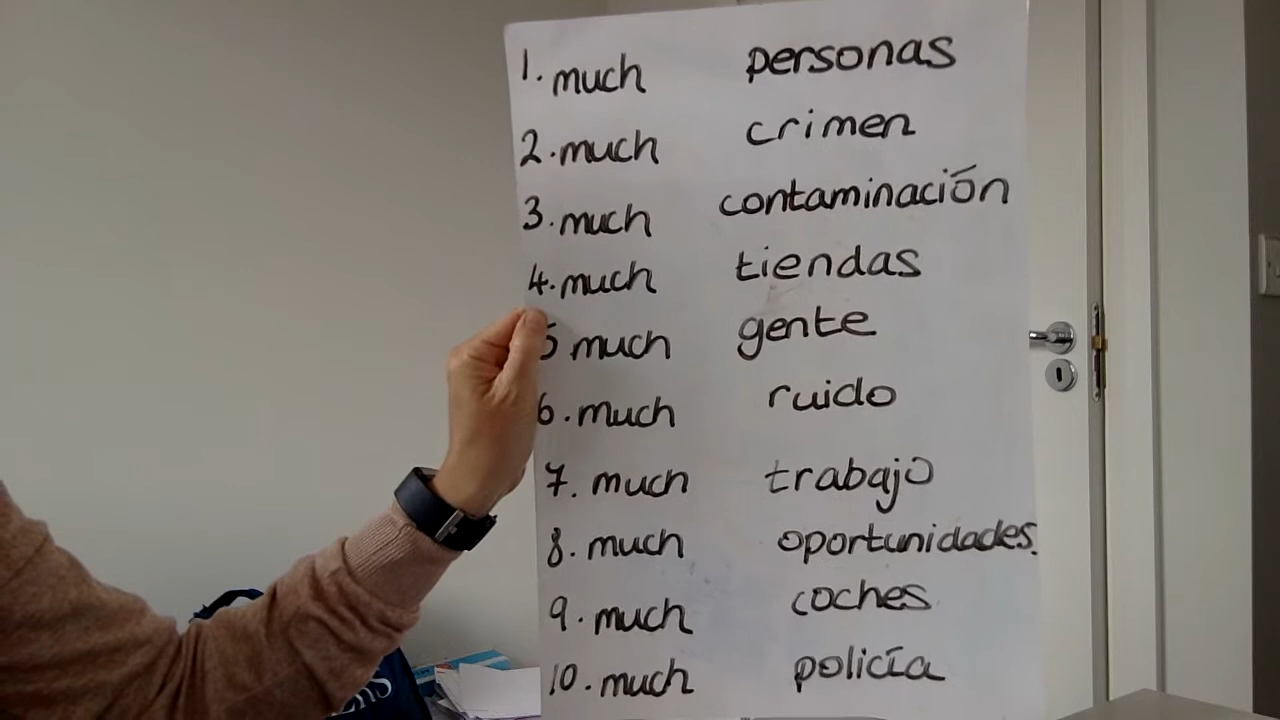 1. much personas
2. much crimen
3. much contaminación
4. much tiendas
5 much gente
6. much ruido
7. much trabajo
8. much oportunidades.
9. much coches
10. much policía